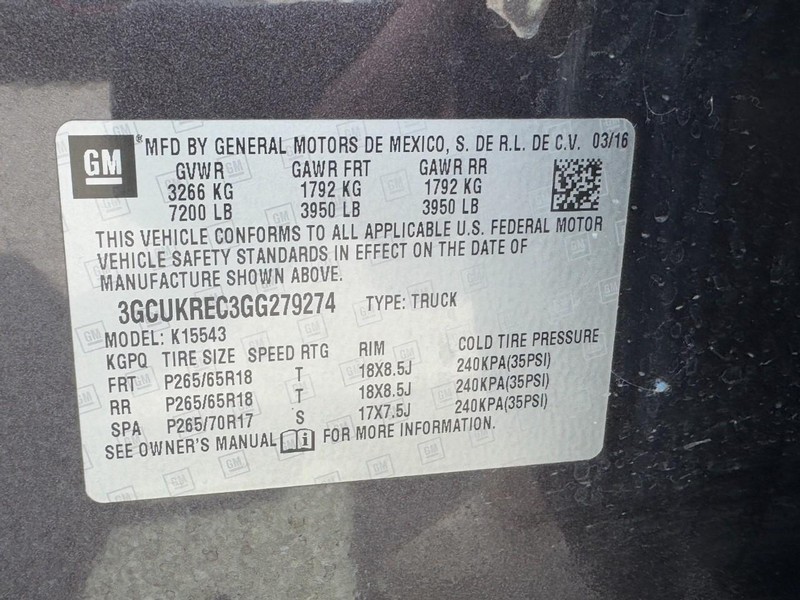 GM ® MFD BY GENERAL MOTORS DE MEXICO, S. DE R.L. DE C.V. 03/16
GVWR GAWR FRT GAWR RR
3266 KG 1792 KG 1792 KG
7200 LB 3950 LB 3950 LB
THIS VEHICLE CONFORMS TO ALL APPLICABLE U.S. FEDERAL MOTOR
VEHICLE SAFETY STANDARDS IN EFFECT ON THE DATE OF
MANUFACTURE SHOWN ABOVE.
3GCUKREC3GG279274 TYPE: TRUCK
MODEL: K15543
KGPQ TIRE SIZE SPEED RTG RIM COLD TIRE PRESSURE
FRT P265/65R18 T 18X8.5J 240KPA(35PSI)
RR P265/65R18 T 18X8.5J 240KPA(35PSI)
SPA P265/70R17 S 17X7.5J 240KPA(35PSI)
SEE OWNER'S MANUAL i FOR MORE INFORMATION.